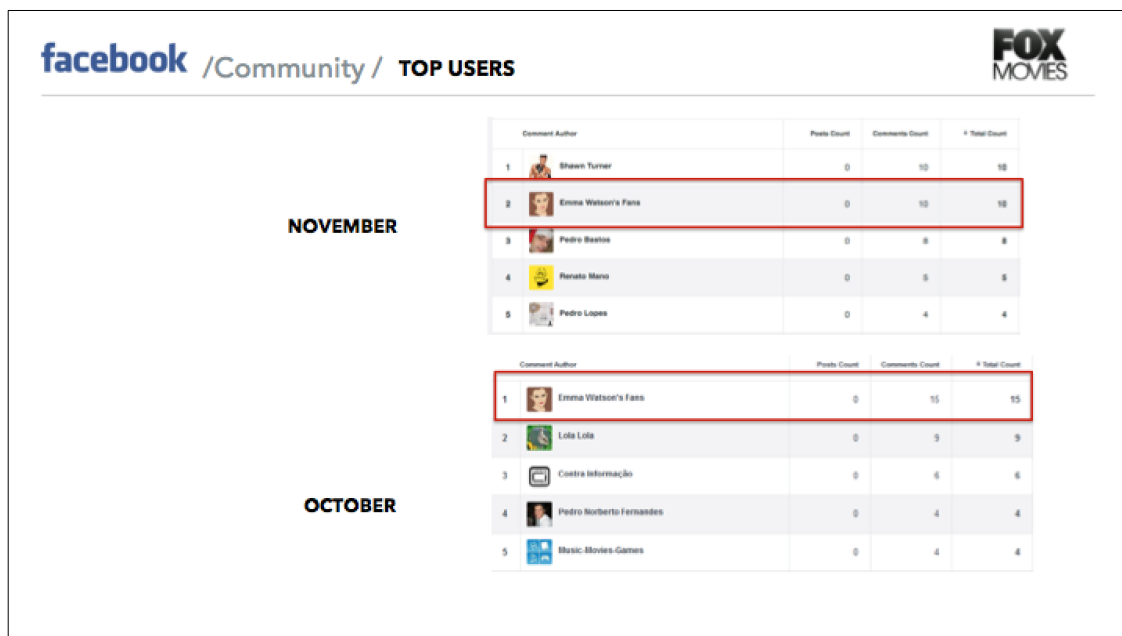 facebook /Community / TOP USERS
FOX
MOVIES
NOVEMBER
Comment Author Posts Count Comments Count Total Count
1 Shawn Turner 0 10 10
2 Emma Watson's Fans 0 10 10
3 Pedro Bastos 0 8 8
4 Renato Mano 0 5 5
5 Pedro Lopes 0 4 4
OCTOBER
Comment Author Posts Count Comments Count Total Count
1 Emma Watson's Fans 0 15 15
2 Lola Lola 0 9 9
3 Contra Informação 0 6 6
4 Pedro Norberto Fernandes 0 4 4
5 Music-Movies-Games 0 4 4